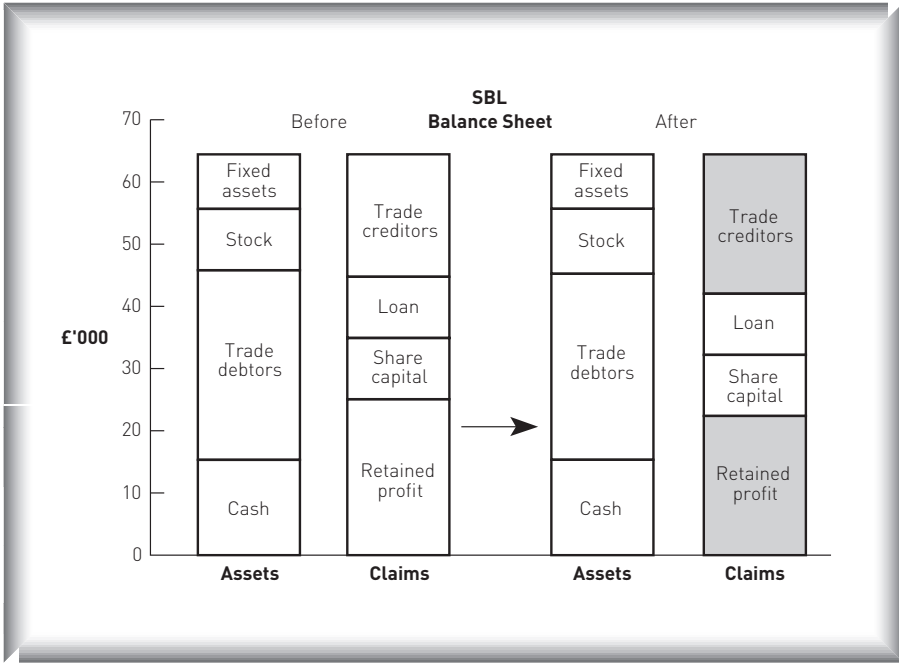 SBL
Before
Balance Sheet
After
70
60
50
40
£'000
30
20
10
0
Fixed
assets
Stock
Trade
debtors
Cash
Assets
Trade
creditors
Loan
Share
capital
Retained
profit
Claims
Fixed
assets
Stock
Trade
debtors
Cash
Assets
Trade
creditors
Loan
Share
capital
Retained
profit
Claims